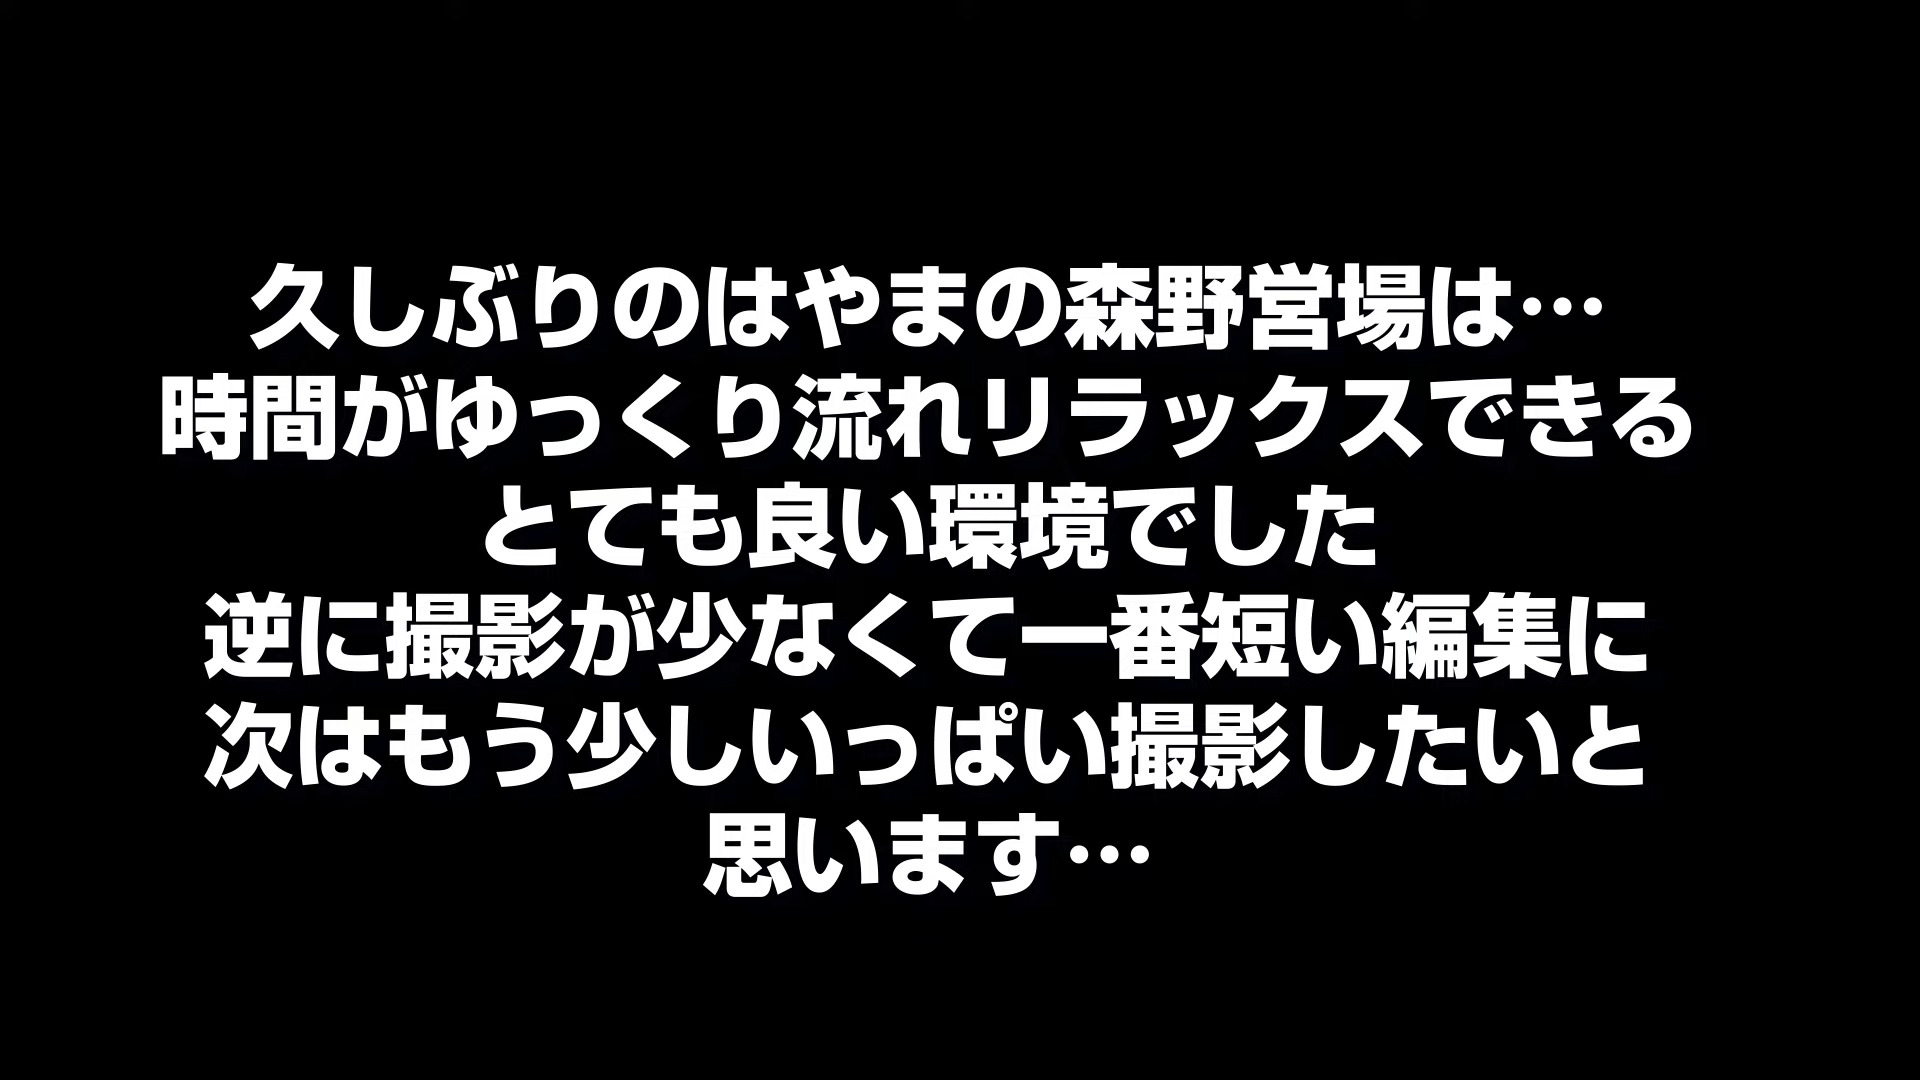 久しぶりのはやまの森野営場は…
時間がゆっくり流れリラックスできる
とても良い環境でした
逆に撮影が少なくて一番短い編集に
次はもう少しいっぱい撮影したいと
思います…